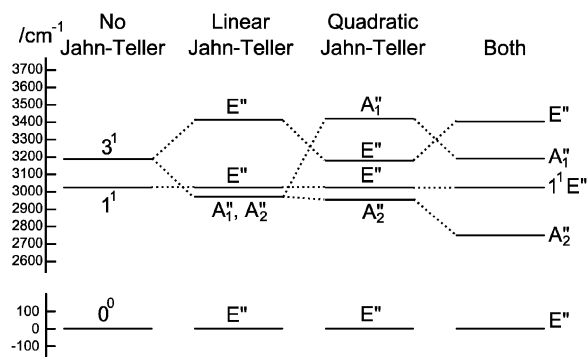 /cm⁻¹
No Jahn-Teller
Linear Jahn-Teller
Quadratic Jahn-Teller
Both
3700
3600
3500
3400
3300
3200
3100
3000
2900
2800
2700
2600
100
0
-100
3¹
1¹
0⁰
E"
E"
A₁", A₂"
E"
A₁"
E"
E"
A₂"
E"
E"
A₁"
1¹ E"
A₂"
E"